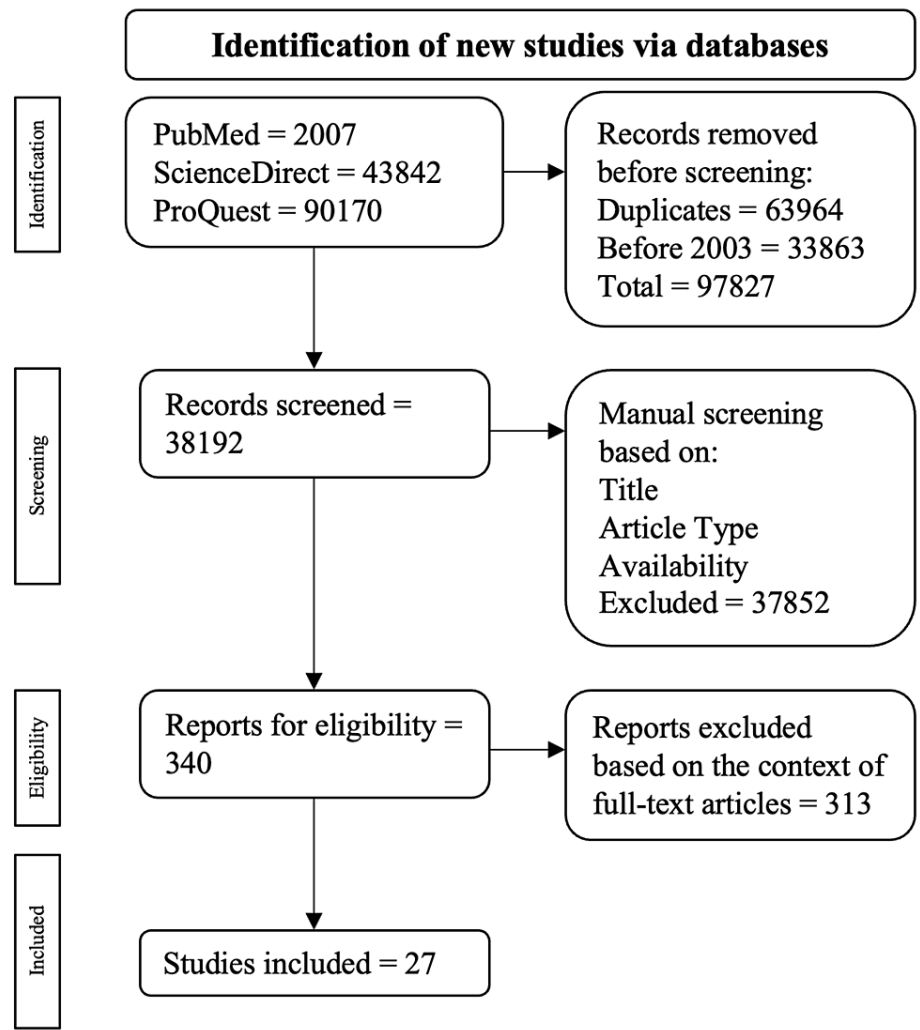 Identification of new studies via databases
Identification
PubMed = 2007
ScienceDirect = 43842
ProQuest = 90170
Records removed
before screening:
Duplicates = 63964
Before 2003 = 33863
Total = 97827
Screening
Records screened =
38192
Manual screening
based on:
Title
Article Type
Availability
Excluded = 37852
Eligibility
Reports for eligibility =
340
Reports excluded
based on the context of
full-text articles = 313
Included
Studies included = 27